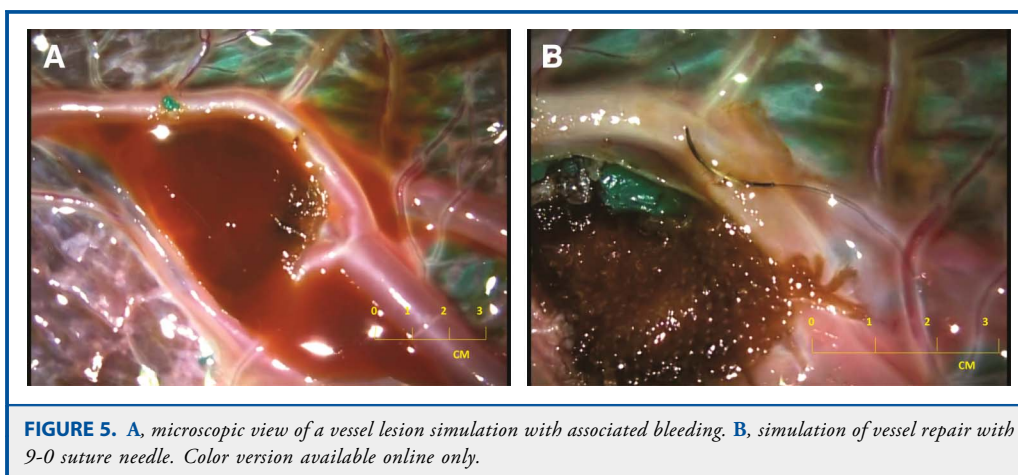 A
B
0 1 2 3
CM
0 1 2 3
CM
FIGURE 5. A, microscopic view of a vessel lesion simulation with associated bleeding. B, simulation of vessel repair with
9-0 suture needle. Color version available online only.